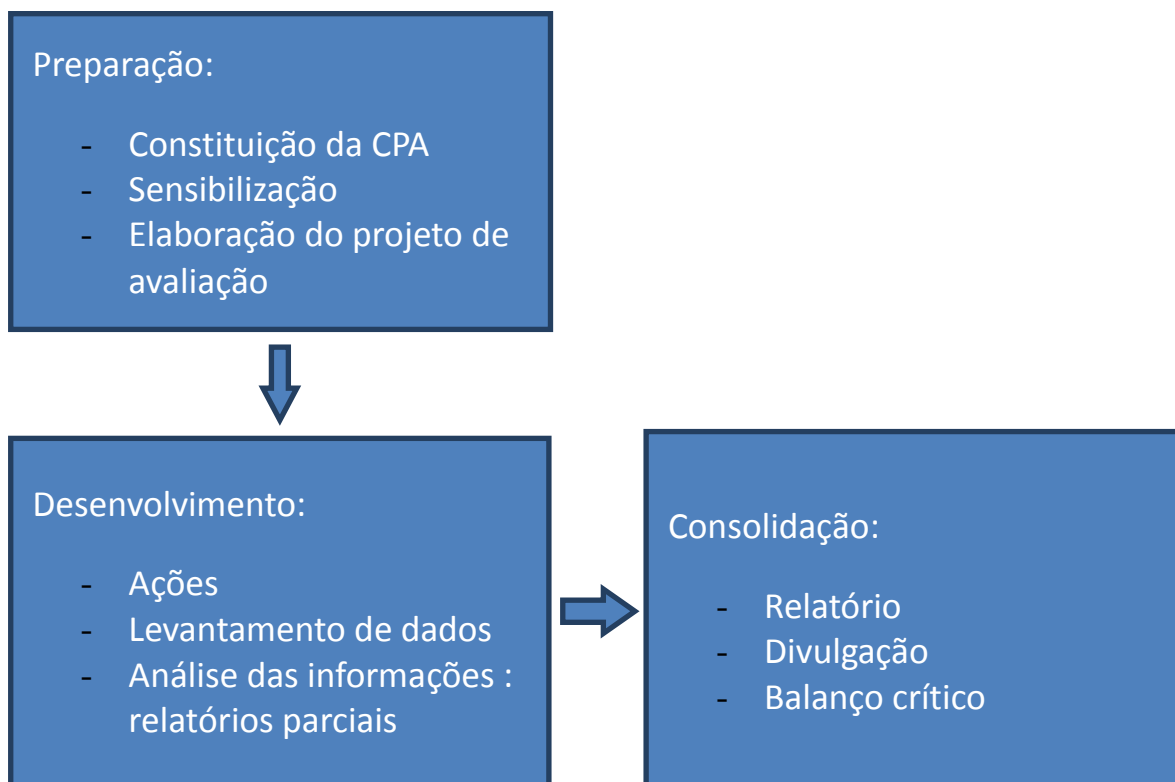 Preparação:
- Constituição da CPA
- Sensibilização
- Elaboração do projeto de
avaliação
Desenvolvimento:
- Ações
- Levantamento de dados
- Análise das informações :
relatórios parciais
Consolidação:
- Relatório
- Divulgação
- Balanço crítico